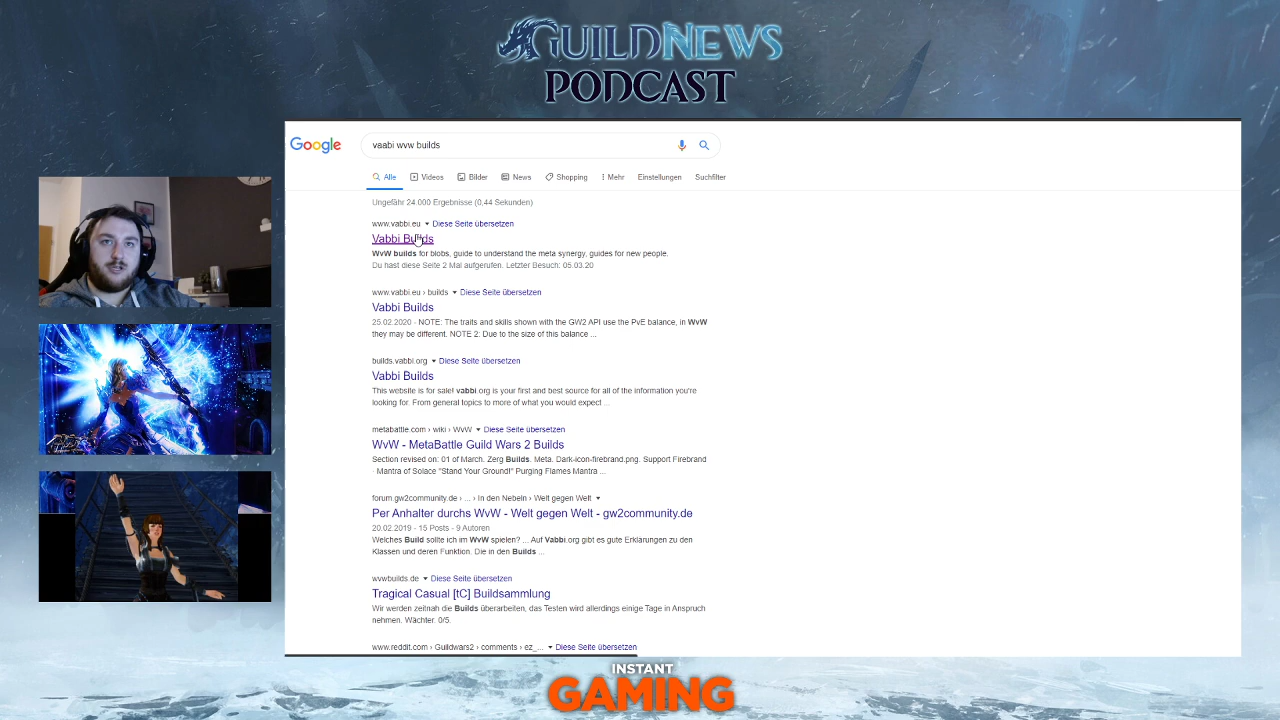 GUILDNEWS
PODCAST
Google
vaabi wvw builds
Alle Videos Bilder News Shopping Mehr Einstellungen Suchfilter
Ungefähr 24.000 Ergebnisse (0,44 Sekunden)
www.vabbi.eu Diese Seite übersetzen
Vabbi Builds
WvW builds for blobs, guide to understand the meta synergy, guides for new people.
Du hast diese Seite 2 Mal aufgerufen. Letzter Besuch: 05.03.20
www.vabbi.eu › builds Diese Seite übersetzen
Vabbi Builds
25.02.2020 - NOTE: The traits and skills shown with the GW2 API use the PvE balance, in WvW
they may be different. NOTE 2: Due to the size of this balance ...
builds.vabbi.org Diese Seite übersetzen
Vabbi Builds
This website is for sale! vabbi.org is your first and best source for all of the information you're
looking for. From general topics to more of what you would expect ...
metabattle.com › wiki › WvW Diese Seite übersetzen
WvW - MetaBattle Guild Wars 2 Builds
Section revised on: 01 of March. Zerg Builds. Meta. Dark-icon-firebrand.png. Support Firebrand
· Mantra of Solace "Stand Your Ground!" Purging Flames Mantra ...
forum.gw2community.de › ... › In den Nebeln › Welt gegen Welt
Per Anhalter durchs WvW - Welt gegen Welt - gw2community.de
20.02.2019 - 15 Posts - 9 Autoren
Welches Build sollte ich im WvW spielen? ... Auf Vabbi.org gibt es gute Erklärungen zu den
Klassen und deren Funktion. Die in den Builds ...
wvwbuilds.de Diese Seite übersetzen
Tragical Casual [tC] Buildsammlung
Wir werden zeitnah die Builds überarbeiten, das Testen wird allerdings einige Tage in Anspruch
nehmen. Wächter. 0/5.
www.reddit.com › Guildwars2 › comments › ez_... Diese Seite übersetzen
INSTANT
GAMING